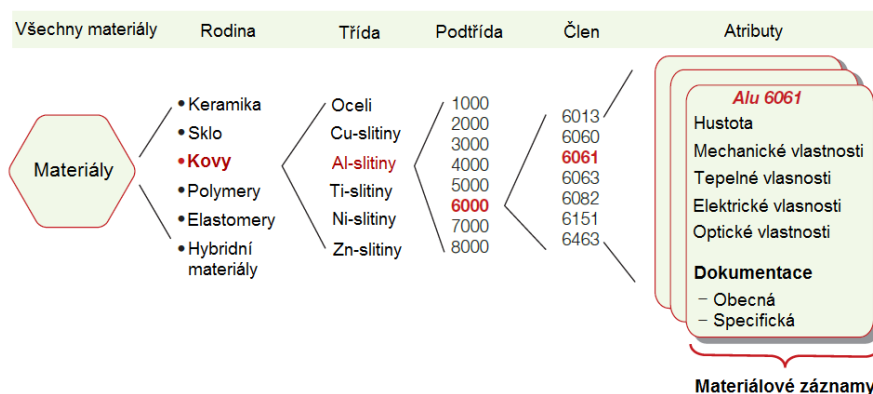 Všechny materiály
Rodina
Třída
Podtřída
Člen
Atributy
Materiály
• Keramika
• Sklo
• Kovy
• Polymery
• Elastomery
• Hybridní
materiály
Oceli
Cu-slitiny
Al-slitiny
Ti-slitiny
Ni-slitiny
Zn-slitiny
1000
2000
3000
4000
5000
6000
7000
8000
6013
6060
6061
6063
6082
6151
6463
Alu 6061
Hustota
Mechanické vlastnosti
Tepelné vlasnosti
Elektrické vlasnosti
Optické vlastnosti
Dokumentace
– Obecná
– Specifická
Materiálové záznamy